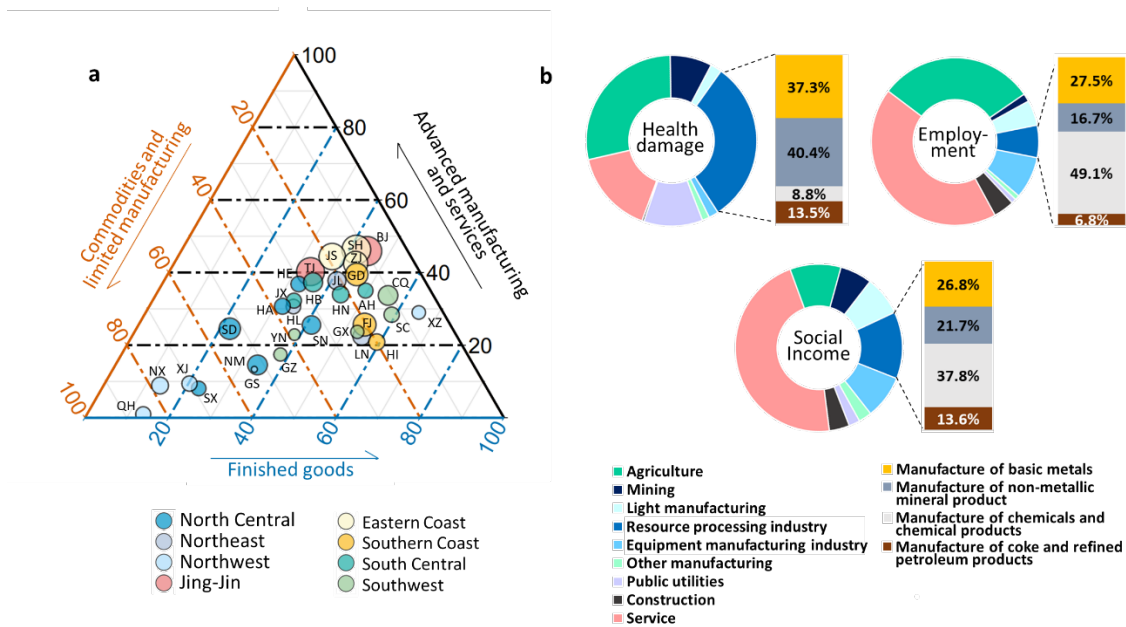 a
100
80
60
40
20
20
40
60
80
100
20
40
60
80
100
Commodities and
limited manufacturing
Advanced manufacturing
and services
Finished goods
BJ
SH
JS
ZJ
TJ
HE
GD
JL
CQ
JX
HB
HN
AH
HA
HL
SC
XZ
SD
YN
SN
GX
FJ
LN
HI
NM
GZ
GS
NX
XJ
SX
QH
North Central
Northeast
Northwest
Jing-Jin
Eastern Coast
Southern Coast
South Central
Southwest
b
Health
damage
37.3%
40.4%
8.8%
13.5%
Employ-
ment
27.5%
16.7%
49.1%
6.8%
Social
Income
26.8%
21.7%
37.8%
13.6%
Agriculture
Mining
Light manufacturing
Resource processing industry
Equipment manufacturing industry
Other manufacturing
Public utilities
Construction
Service
Manufacture of basic metals
Manufacture of non-metallic
mineral product
Manufacture of chemicals and
chemical products
Manufacture of coke and refined
petroleum products